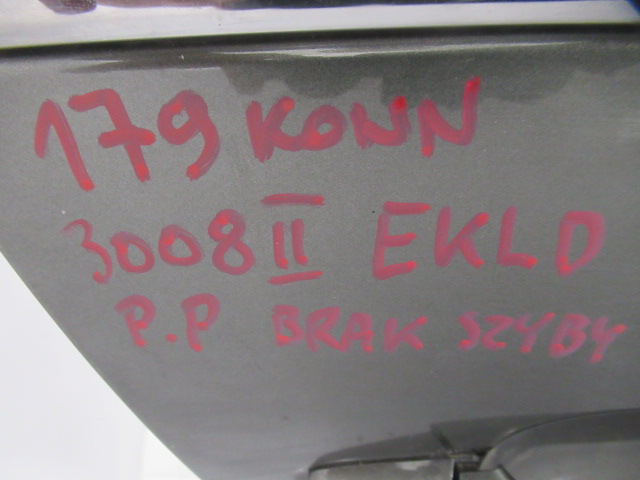 179 KONN
3008 II EKLD
P.P BRAK SZYBY